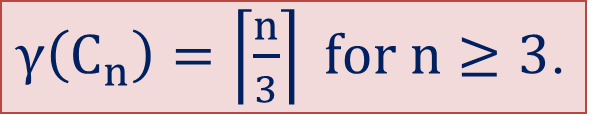 γ(Cₙ) = ⌈n/3⌉ for n ≥ 3.